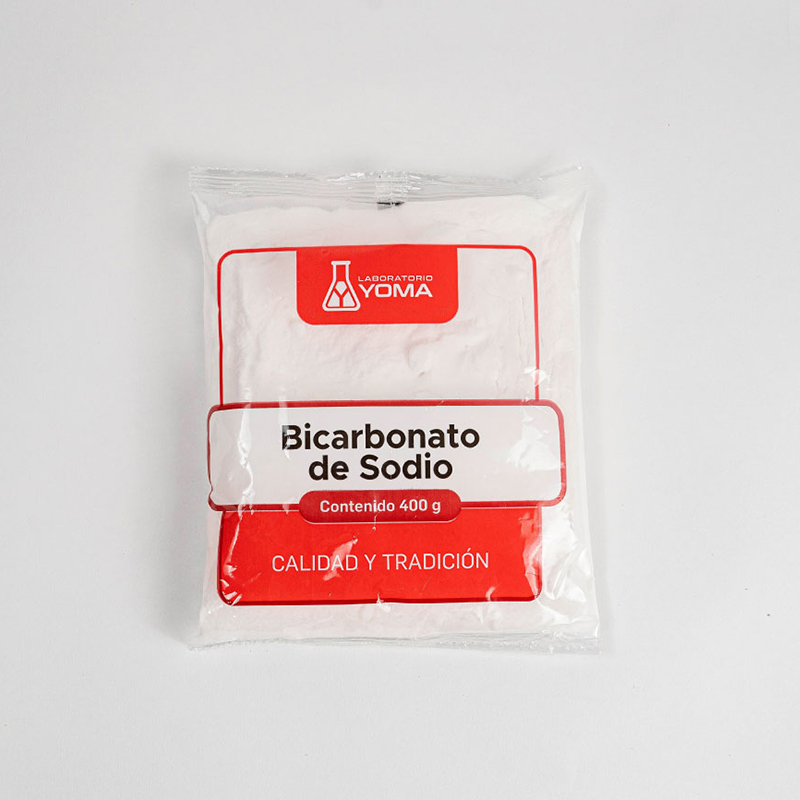 LABORATORIO
YOMA
Bicarbonato
de Sodio
Contenido 400 g
CALIDAD Y TRADICIÓN